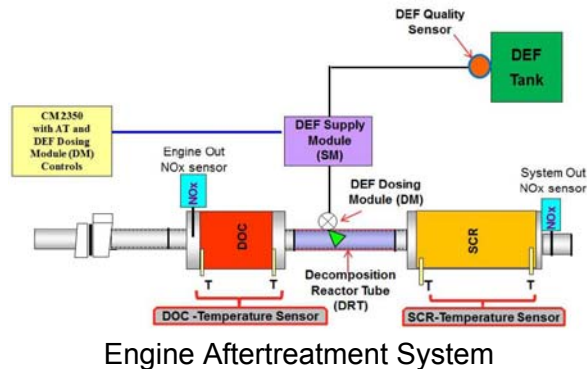 DEF Quality
Sensor
DEF
Tank
CM2350
with AT and
DEF Dosing
Module (DM)
Controls
DEF Supply
Module
(SM)
Engine Out
NOx sensor
System Out
NOx sensor
DEF Dosing
Module (DM)
NOx
NOx
DOC
SCR
Decomposition
Reactor Tube
(DRT)
T
T
T
T
DOC -Temperature Sensor
SCR-Temperature Sensor
Engine Aftertreatment System